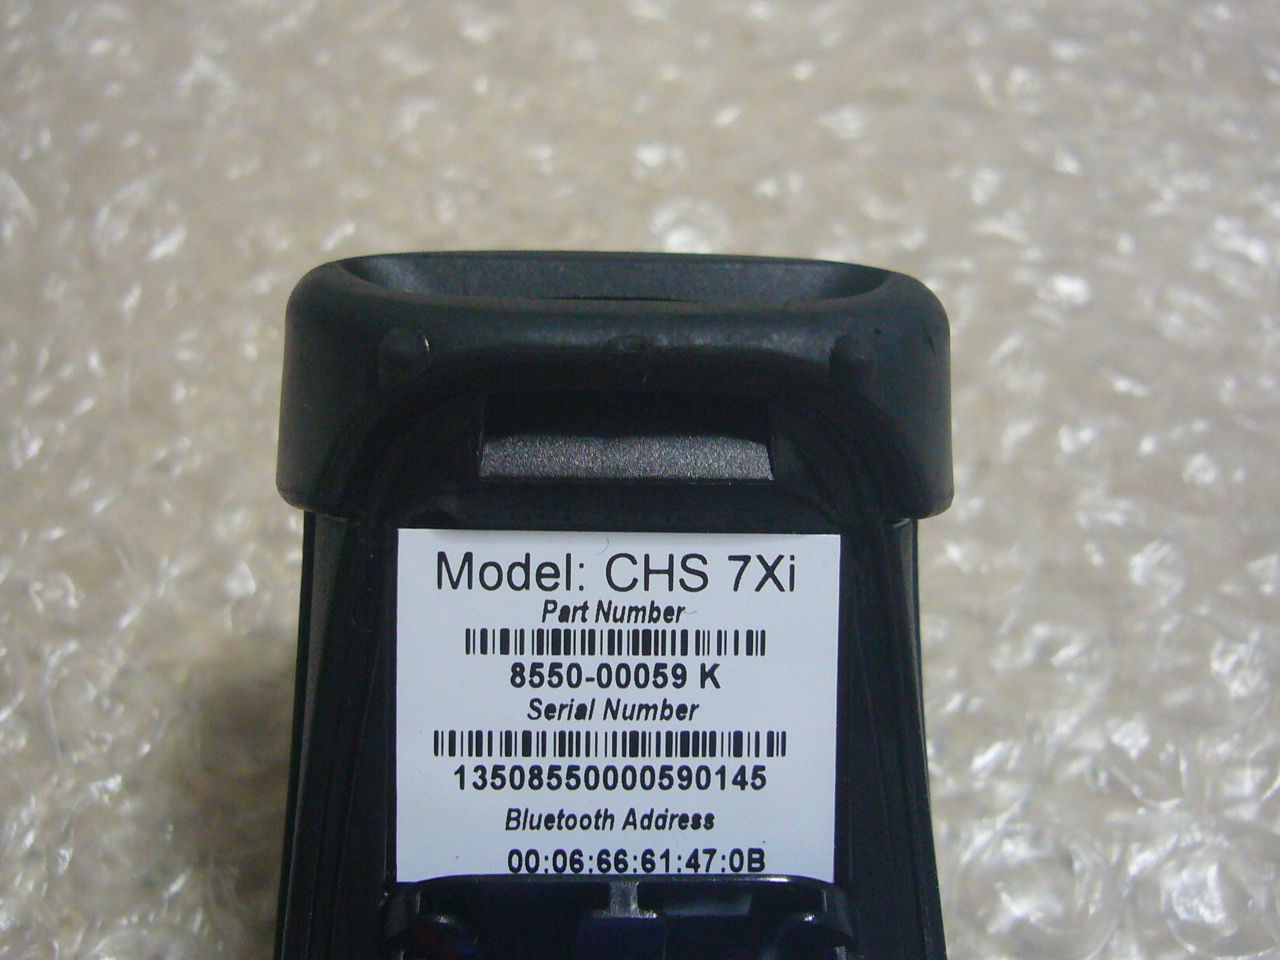 Model: CHS 7Xi
Part Number
8550-00059 K
Serial Number
13508550000590145
Bluetooth Address
00:06:66:61:47:0B